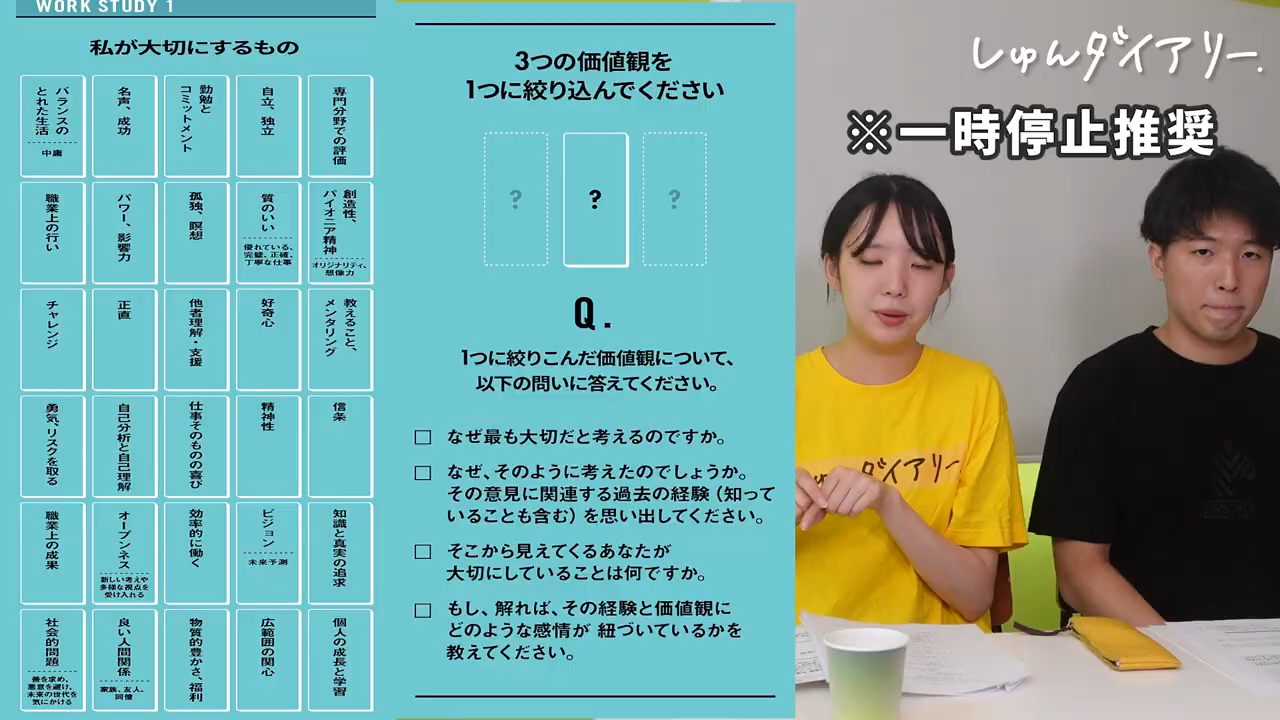 WORK STUDY 1
私が大切にするもの
バランスの
とれた生活
中庸
名声、成功
勤勉と
コミットメント
自立、独立
専門分野での評価
職業上の行い
パワー、影響力
孤独、瞑想
質のいい
優れている、
完璧、正確、
丁寧な仕事
創造性、
パイオニア精神
オリジナリティ、
想像力
チャレンジ
正直
他者理解・支援
好奇心
教えること、
メンタリング
勇気、リスクを取る
自己分析と自己理解
仕事そのものの喜び
精神性
信条
職業上の成果
オープンネス
新しい考えや
多様な視点を
受け入れる
効率的に働く
ビジョン
未来予測
知識と真実の追求
社会的問題
善を求め、
悪意を避け、
未来の世代を
気にかける
良い人間関係
家族、友人、
同僚
物質的豊かさ、福利
広範囲の関心
個人の成長と学習
3つの価値観を
1つに絞り込んでください
? ? ?
Q.
1つに絞りこんだ価値観について、
以下の問いに答えてください。
なぜ最も大切だと考えるのですか。
なぜ、そのように考えたのでしょうか。
その意見に関連する過去の経験（知って
いることも含む）を思い出してください。
そこから見えてくるあなたが
大切にしていることは何ですか。
もし、解れば、その経験と価値観に
どのような感情が 紐づいているかを
教えてください。
しゅんダイアリー.
※一時停止推奨
しゅんダイアリー.